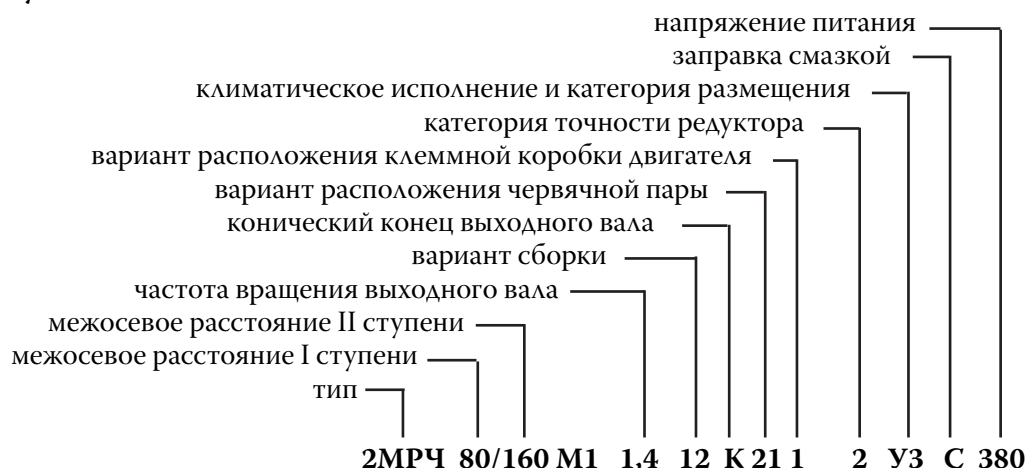 напряжение питания
заправка смазкой
климатическое исполнение и категория размещения
категория точности редуктора
вариант расположения клеммной коробки двигателя
вариант расположения червячной пары
конический конец выходного вала
вариант сборки
частота вращения выходного вала
межосевое расстояние II ступени
межосевое расстояние I ступени
тип
2МРЧ 80/160 М1 1,4 12 К 21 1 2 У3 С 380